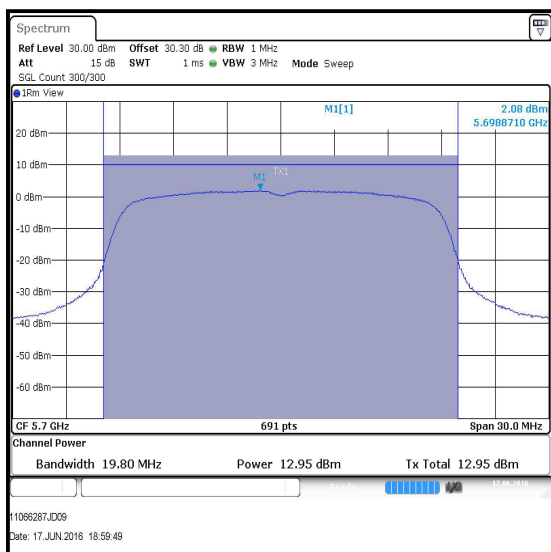 Spectrum
Ref Level 30.00 dBm Offset 30.30 dB RBW 1 MHz
Att 15 dB SWT 1 ms VBW 3 MHz Mode Sweep
SGL Count 300/300
1Rm View
M1[1] 2.08 dBm
5.6988710 GHz
20 dBm
10 dBm
TX1
M1
0 dBm
-10 dBm
-20 dBm
-30 dBm
-40 dBm
-50 dBm
-60 dBm
CF 5.7 GHz 691 pts Span 30.0 MHz
Channel Power
Bandwidth 19.80 MHz Power 12.95 dBm Tx Total 12.95 dBm
Ready 17.06.2016
11066287JD09
Date: 17.JUN.2016 18:59:49